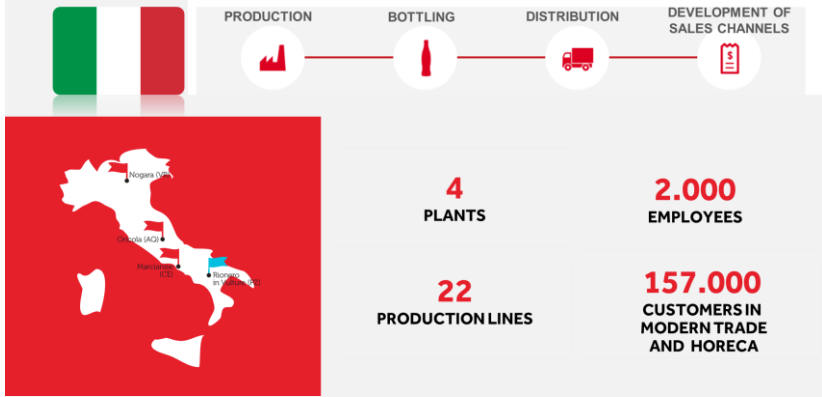 PRODUCTION
BOTTLING
DISTRIBUTION
DEVELOPMENT OF
SALES CHANNELS
$
Nogara (VR)
Oricola (AQ)
Marcianise
(CE)
Rionero
in Vulture (PZ)
4
PLANTS
2.000
EMPLOYEES
22
PRODUCTION LINES
157.000
CUSTOMERS IN
MODERN TRADE
AND HORECA